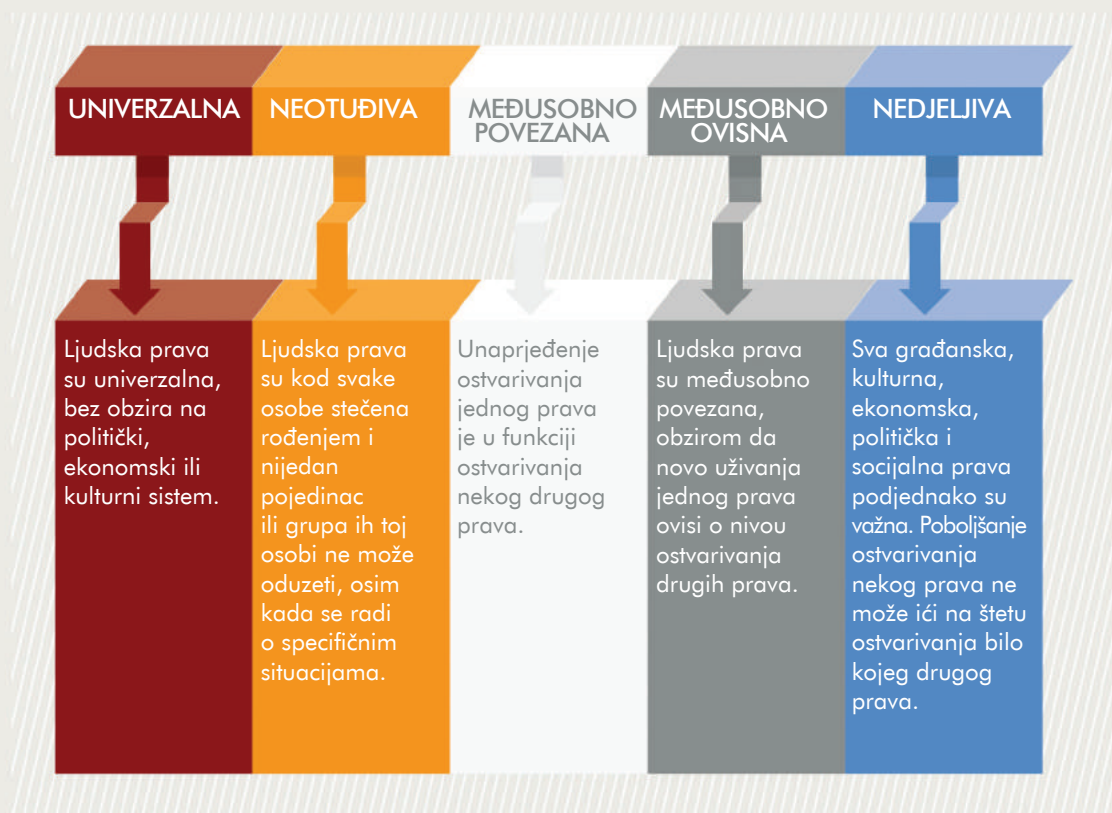 UNIVERZALNA
NEOTUĐIVA
MEĐUSOBNO
POVEZANA
MEĐUSOBNO
OVISNA
NEDJELJIVA
Ljudska prava
su univerzalna,
bez obzira na
politički,
ekonomski ili
kulturni sistem.
Ljudska prava
su kod svake
osobe stečena
rođenjem i
nijedan
pojedinac
ili grupa ih toj
osobi ne može
oduzeti, osim
kada se radi
o specifičnim
situacijama.
Unaprjeđenje
ostvarivanja
jednog prava
je u funkciji
ostvarivanja
nekog drugog
prava.
Ljudska prava
su međusobno
povezana,
obzirom da
novo uživanja
jednog prava
ovisi o nivou
ostvarivanja
drugih prava.
Sva građanska,
kulturna,
ekonomska,
politička i
socijalna prava
podjednako su
važna. Poboljšanje
ostvarivanja
nekog prava ne
može ići na štetu
ostvarivanja bilo
kojeg drugog
prava.